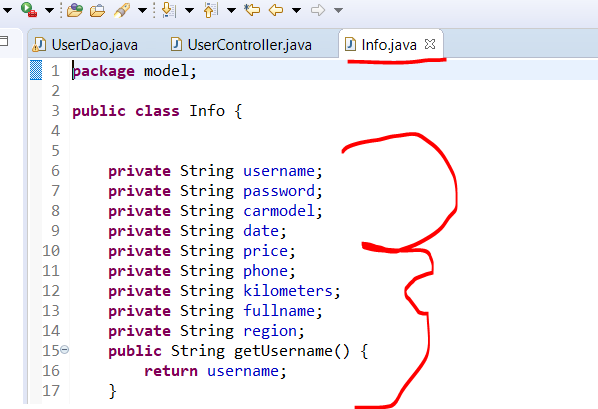 UserDao.java UserController.java Info.java
1 package model;
2
3 public class Info {
4
5
6 private String username;
7 private String password;
8 private String carmodel;
9 private String date;
10 private String price;
11 private String phone;
12 private String kilometers;
13 private String fullname;
14 private String region;
15 public String getUsername() {
16 return username;
17 }